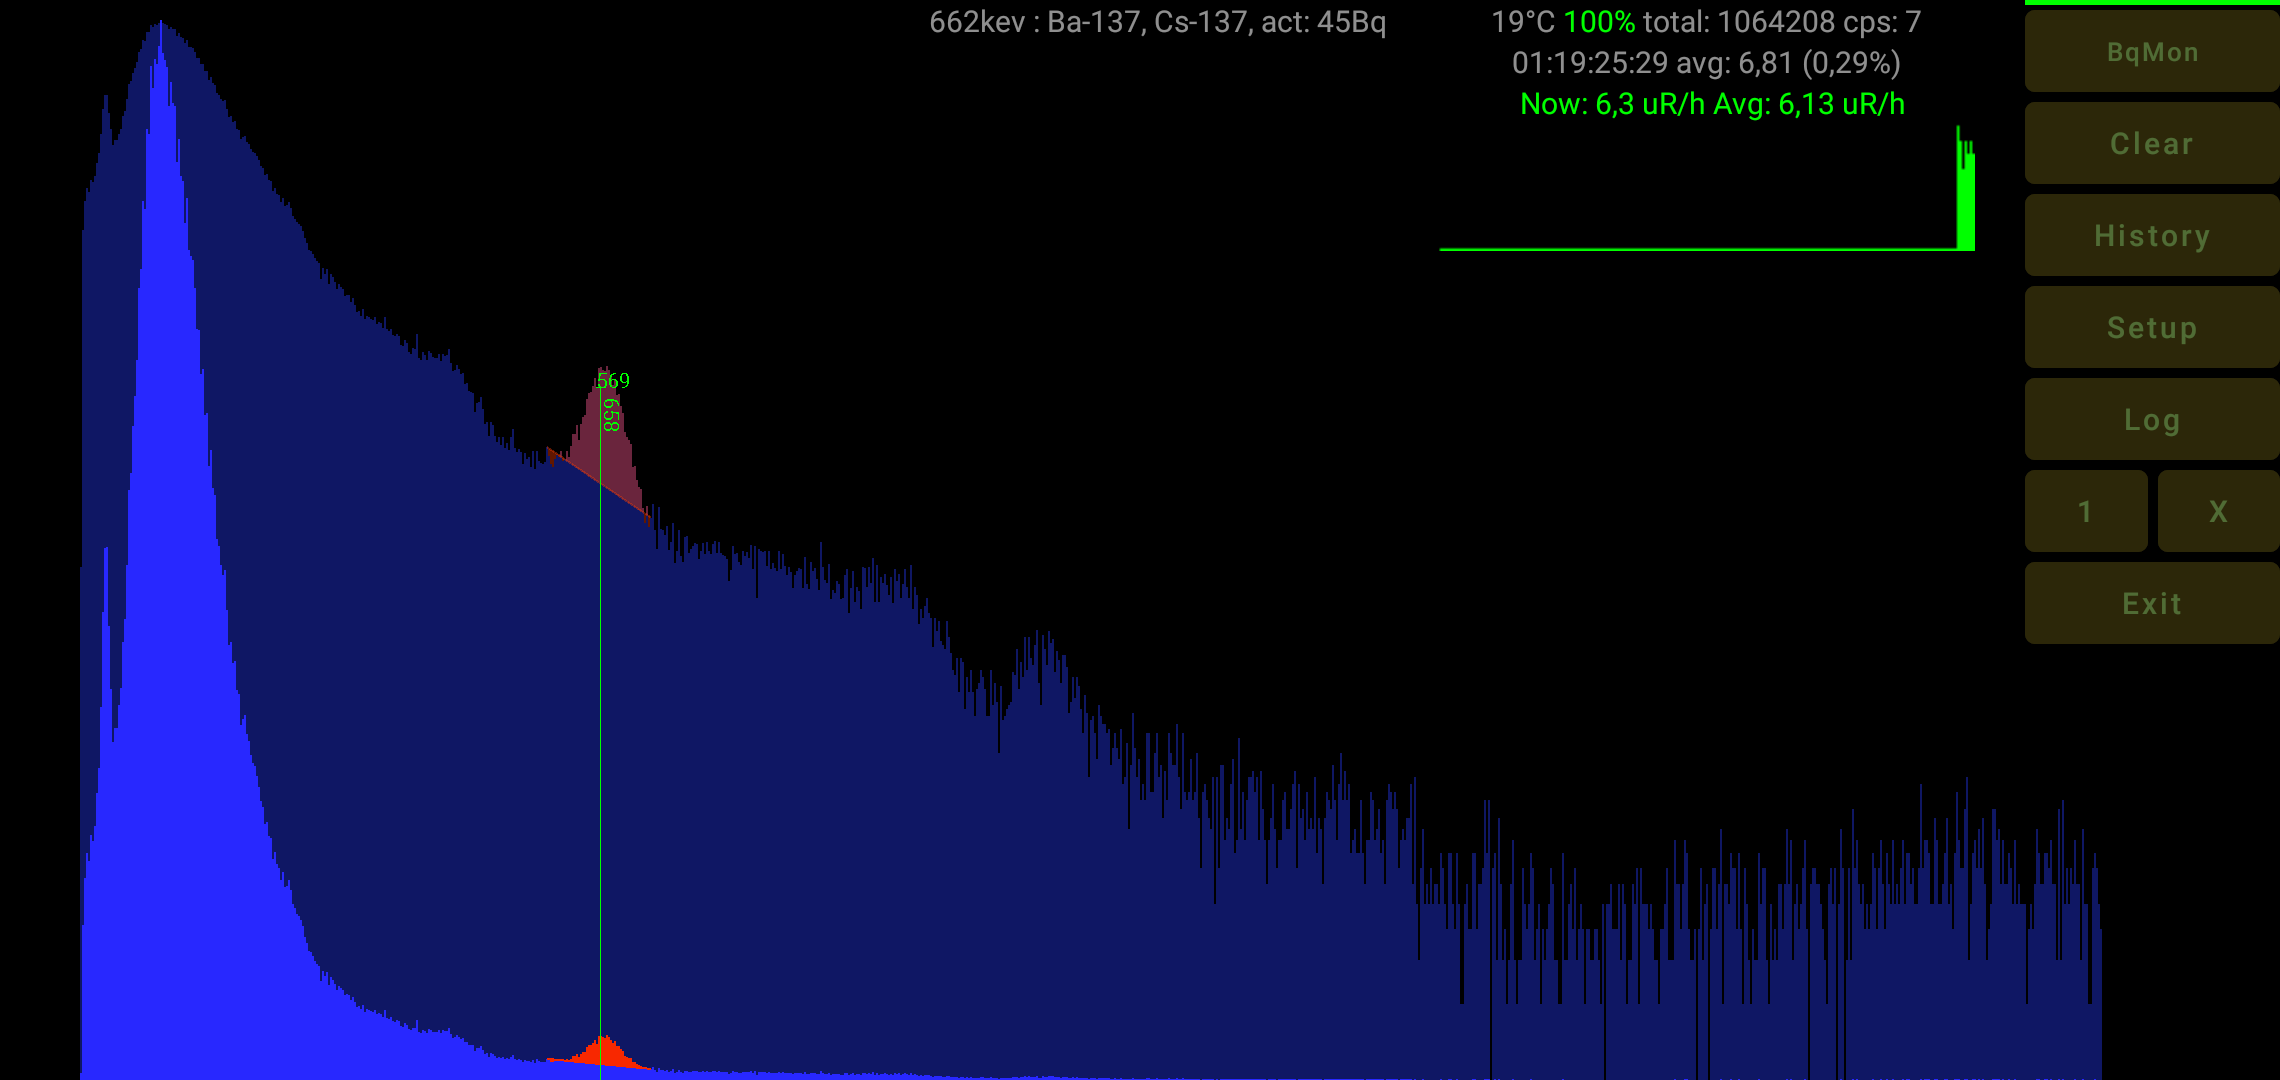 662kev : Ba-137, Cs-137, act: 45Bq
19°C 100% total: 1064208 cps: 7
01:19:25:29 avg: 6,81 (0,29%)
Now: 6,3 uR/h Avg: 6,13 uR/h
569
658
BqMon
Clear
History
Setup
Log
1
X
Exit